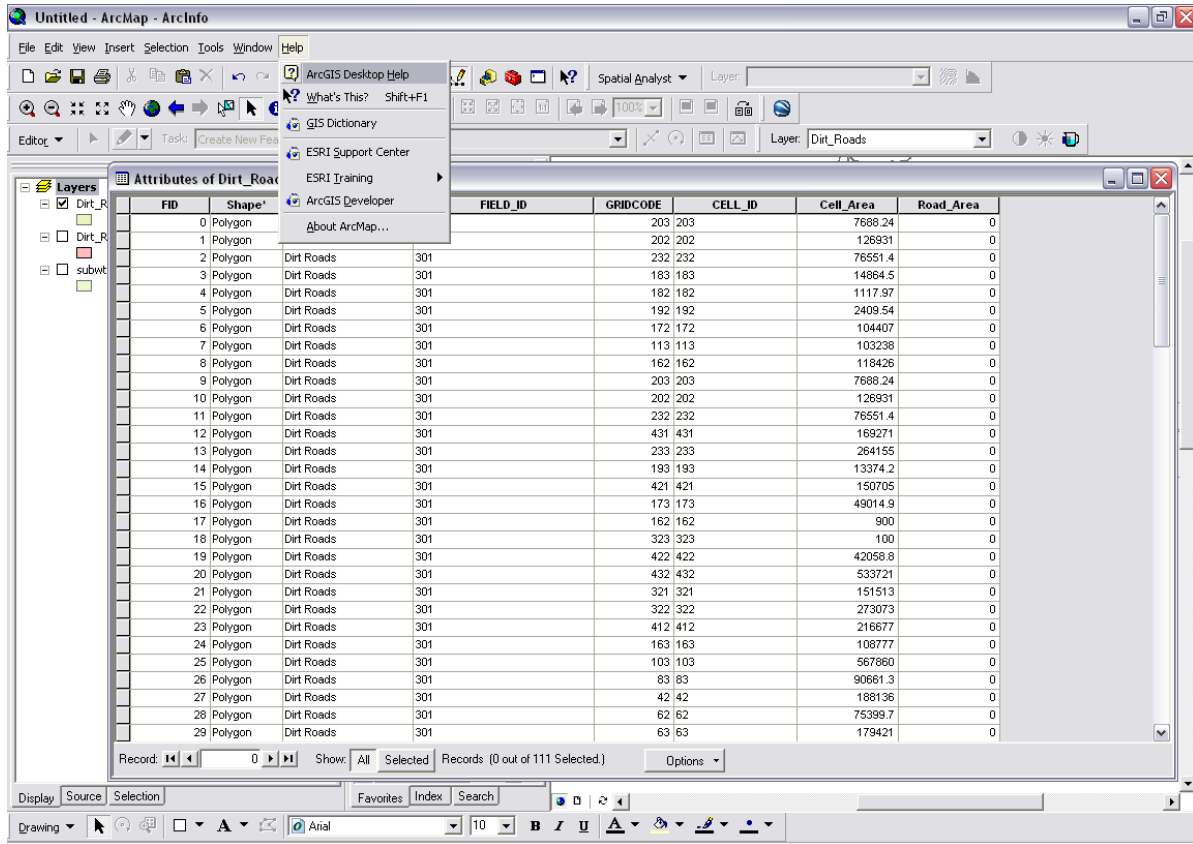 Untitled - ArcMap - ArcInfo
File Edit View Insert Selection Tools Window Help
Spatial Analyst Layer:
100%
Editor Task: Create New Fea Layer: Dirt_Roads
ArcGIS Desktop Help
What's This? Shift+F1
GIS Dictionary
ESRI Support Center
ESRI Training
ArcGIS Developer
About ArcMap...
Layers
Dirt_R
Dirt_R
subwt
Attributes of Dirt_Road
FID Shape* FIELD_ID GRIDCODE CELL_ID Cell_Area Road_Area
0 Polygon 203 203 7688.24 0
1 Polygon 202 202 126931 0
2 Polygon Dirt Roads 301 232 232 76551.4 0
3 Polygon Dirt Roads 301 183 183 14864.5 0
4 Polygon Dirt Roads 301 182 182 1117.97 0
5 Polygon Dirt Roads 301 192 192 2409.54 0
6 Polygon Dirt Roads 301 172 172 104407 0
7 Polygon Dirt Roads 301 113 113 103238 0
8 Polygon Dirt Roads 301 162 162 118426 0
9 Polygon Dirt Roads 301 203 203 7688.24 0
10 Polygon Dirt Roads 301 202 202 126931 0
11 Polygon Dirt Roads 301 232 232 76551.4 0
12 Polygon Dirt Roads 301 431 431 169271 0
13 Polygon Dirt Roads 301 233 233 264155 0
14 Polygon Dirt Roads 301 193 193 13374.2 0
15 Polygon Dirt Roads 301 421 421 150705 0
16 Polygon Dirt Roads 301 173 173 49014.9 0
17 Polygon Dirt Roads 301 162 162 900 0
18 Polygon Dirt Roads 301 323 323 100 0
19 Polygon Dirt Roads 301 422 422 42058.8 0
20 Polygon Dirt Roads 301 432 432 533721 0
21 Polygon Dirt Roads 301 321 321 151513 0
22 Polygon Dirt Roads 301 322 322 273073 0
23 Polygon Dirt Roads 301 412 412 216677 0
24 Polygon Dirt Roads 301 163 163 108777 0
25 Polygon Dirt Roads 301 103 103 567860 0
26 Polygon Dirt Roads 301 83 83 90661.3 0
27 Polygon Dirt Roads 301 42 42 188136 0
28 Polygon Dirt Roads 301 62 62 75399.7 0
29 Polygon Dirt Roads 301 63 63 179421 0
Record: 0 Show: All Selected Records (0 out of 111 Selected.) Options
Display Source Selection Favorites Index Search
Drawing A Arial 10 B I U A